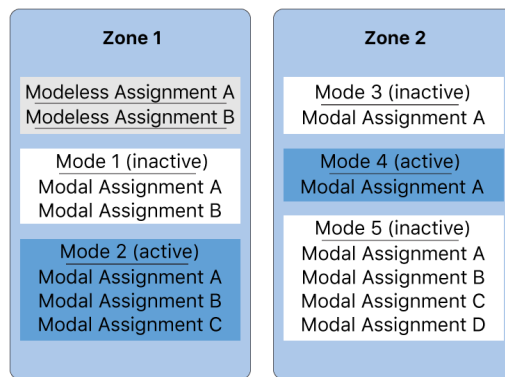 Zone 1
Modeless Assignment A
Modeless Assignment B
Mode 1 (inactive)
Modal Assignment A
Modal Assignment B
Mode 2 (active)
Modal Assignment A
Modal Assignment B
Modal Assignment C
Zone 2
Mode 3 (inactive)
Modal Assignment A
Mode 4 (active)
Modal Assignment A
Mode 5 (inactive)
Modal Assignment A
Modal Assignment B
Modal Assignment C
Modal Assignment D